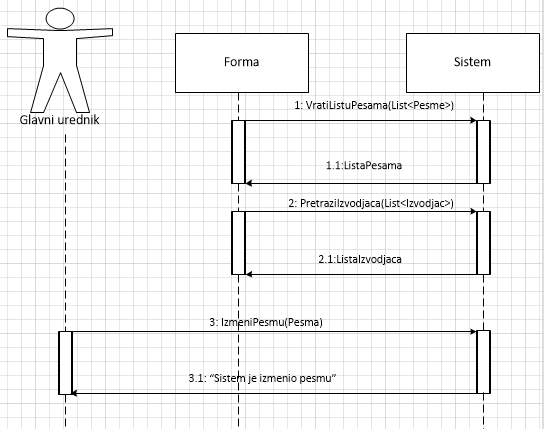 Forma
Sistem
Glavni urednik
1: VratiListuPesama(List<Pesme>)
1.1:ListaPesama
2: PretraziIzvodjaca(List<Izvodjac>)
2.1:ListaIzvodjaca
3: IzmeniPesmu(Pesma)
3.1: “Sistem je izmenio pesmu”